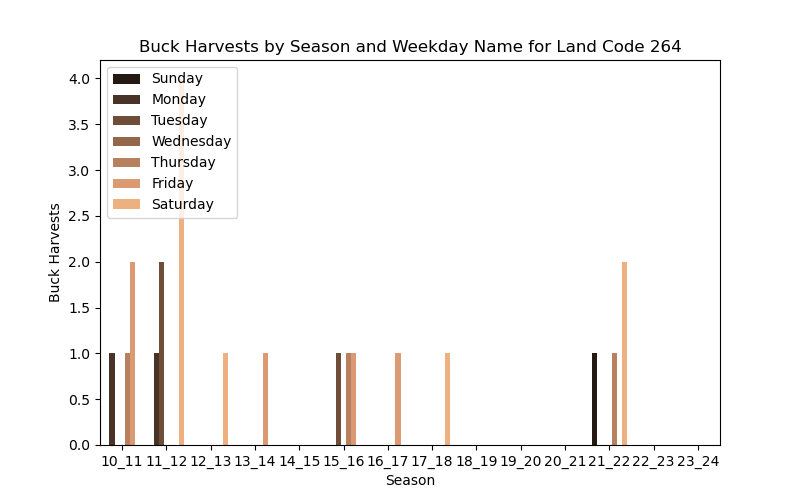 Buck Harvests by Season and Weekday Name for Land Code 264
Buck Harvests
4.0
3.5
3.0
2.5
2.0
1.5
1.0
0.5
0.0
Sunday
Monday
Tuesday
Wednesday
Thursday
Friday
Saturday
10_11 11_12 12_13 13_14 14_15 15_16 16_17 17_18 18_19 19_20 20_21 21_22 22_23 23_24
Season